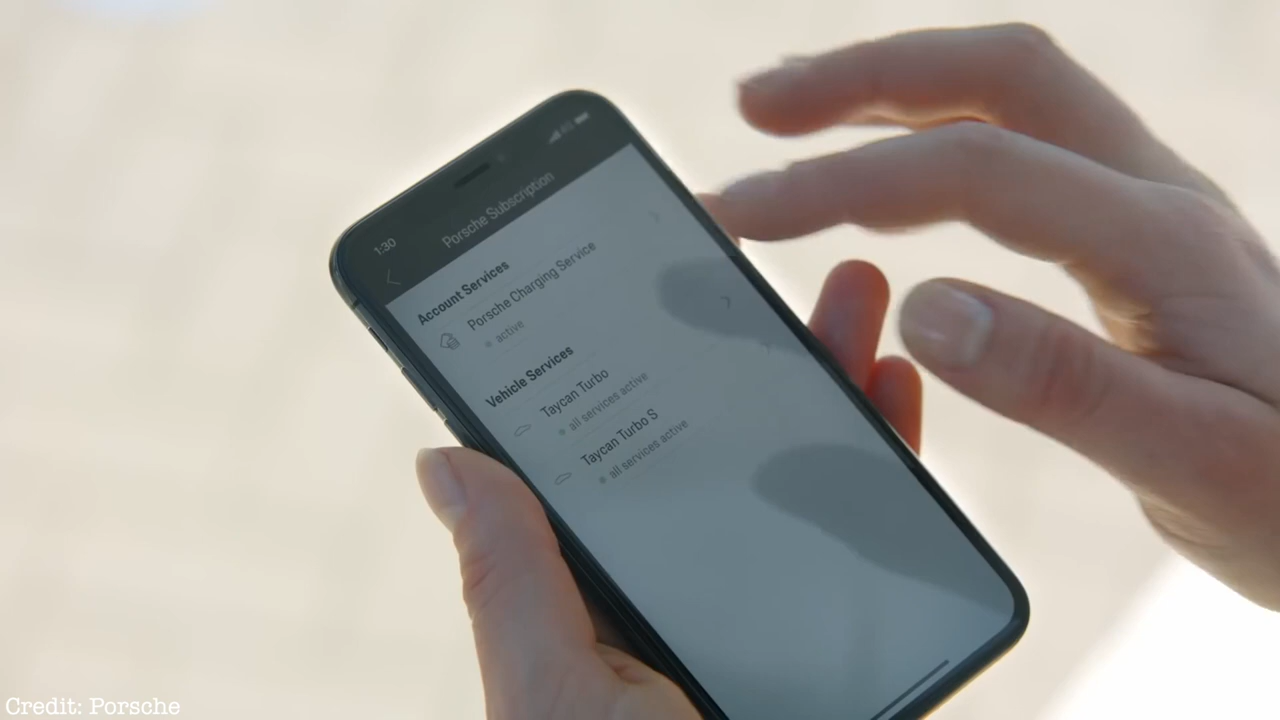 1:30
Porsche Subscription
Account Services
Porsche Charging Service
active
Vehicle Services
Taycan Turbo
all services active
Taycan Turbo S
all services active
Credit: Porsche